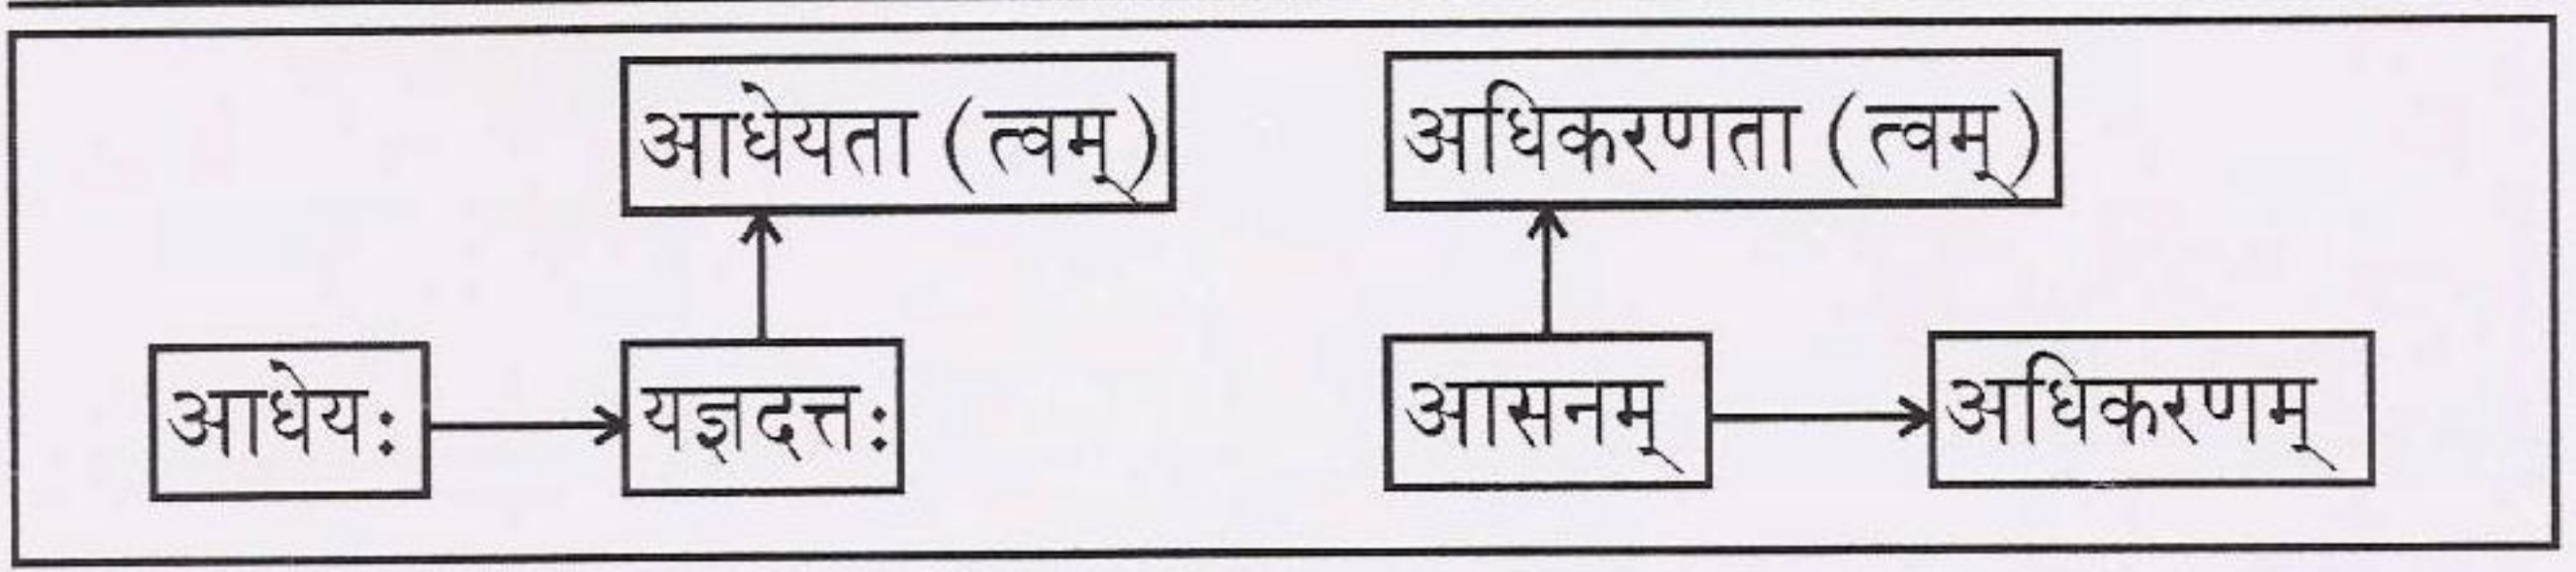 आधेयता (त्वम्) अधिकरणता (त्वम्)
आधेयः यज्ञदत्तः आसनम् अधिकरणम्